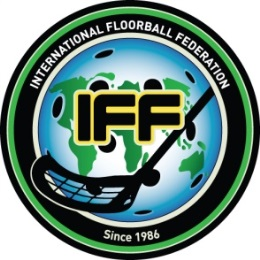 INTERNATIONAL FLOORBALL FEDERATION
IFF
Since 1986